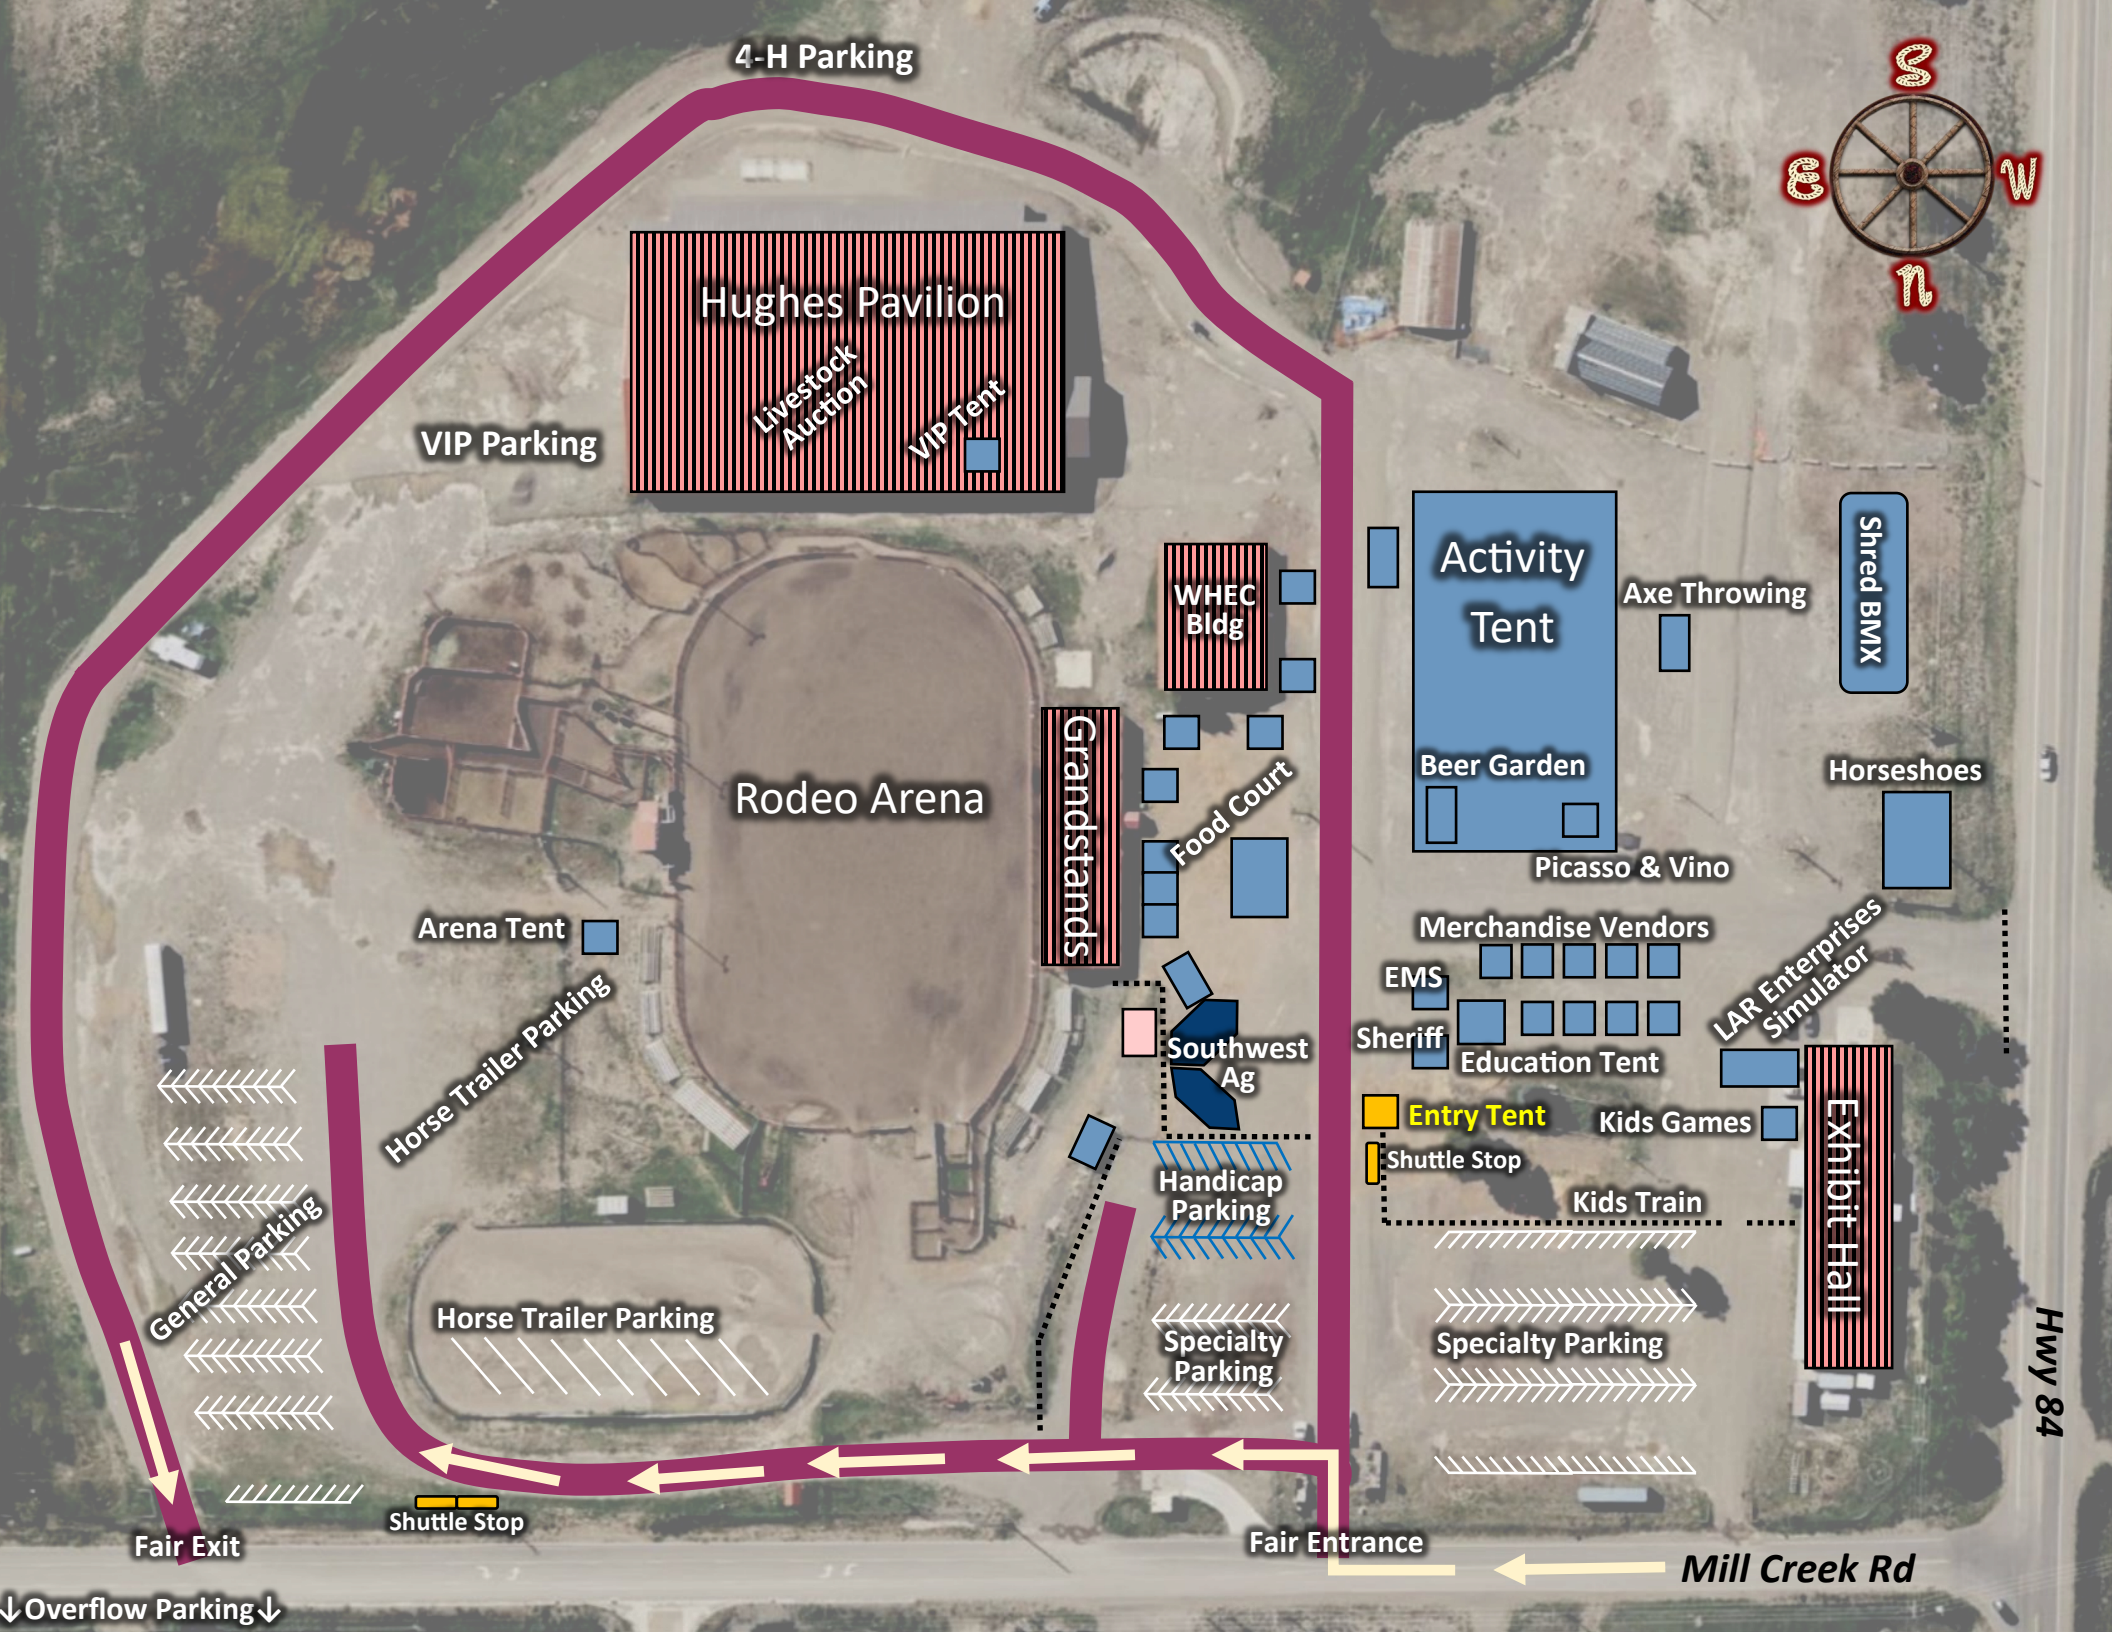 4-H Parking
S
E
W
N
Hughes Pavilion
Livestock
Auction
VIP Tent
VIP Parking
WHEC
Bldg
Activity
Tent
Axe Throwing
Shred BMX
Rodeo Arena
Grandstands
Food Court
Beer Garden
Picasso & Vino
Horseshoes
Arena Tent
Horse Trailer Parking
Merchandise Vendors
EMS
Sheriff
Education Tent
LAR Enterprises
Simulator
Southwest
Ag
Entry Tent
Shuttle Stop
Kids Games
Kids Train
Exhibit Hall
Handicap
Parking
General Parking
Horse Trailer Parking
Specialty
Parking
Specialty Parking
Hwy 84
Shuttle Stop
Fair Exit
Fair Entrance
Mill Creek Rd
↓Overflow Parking↓